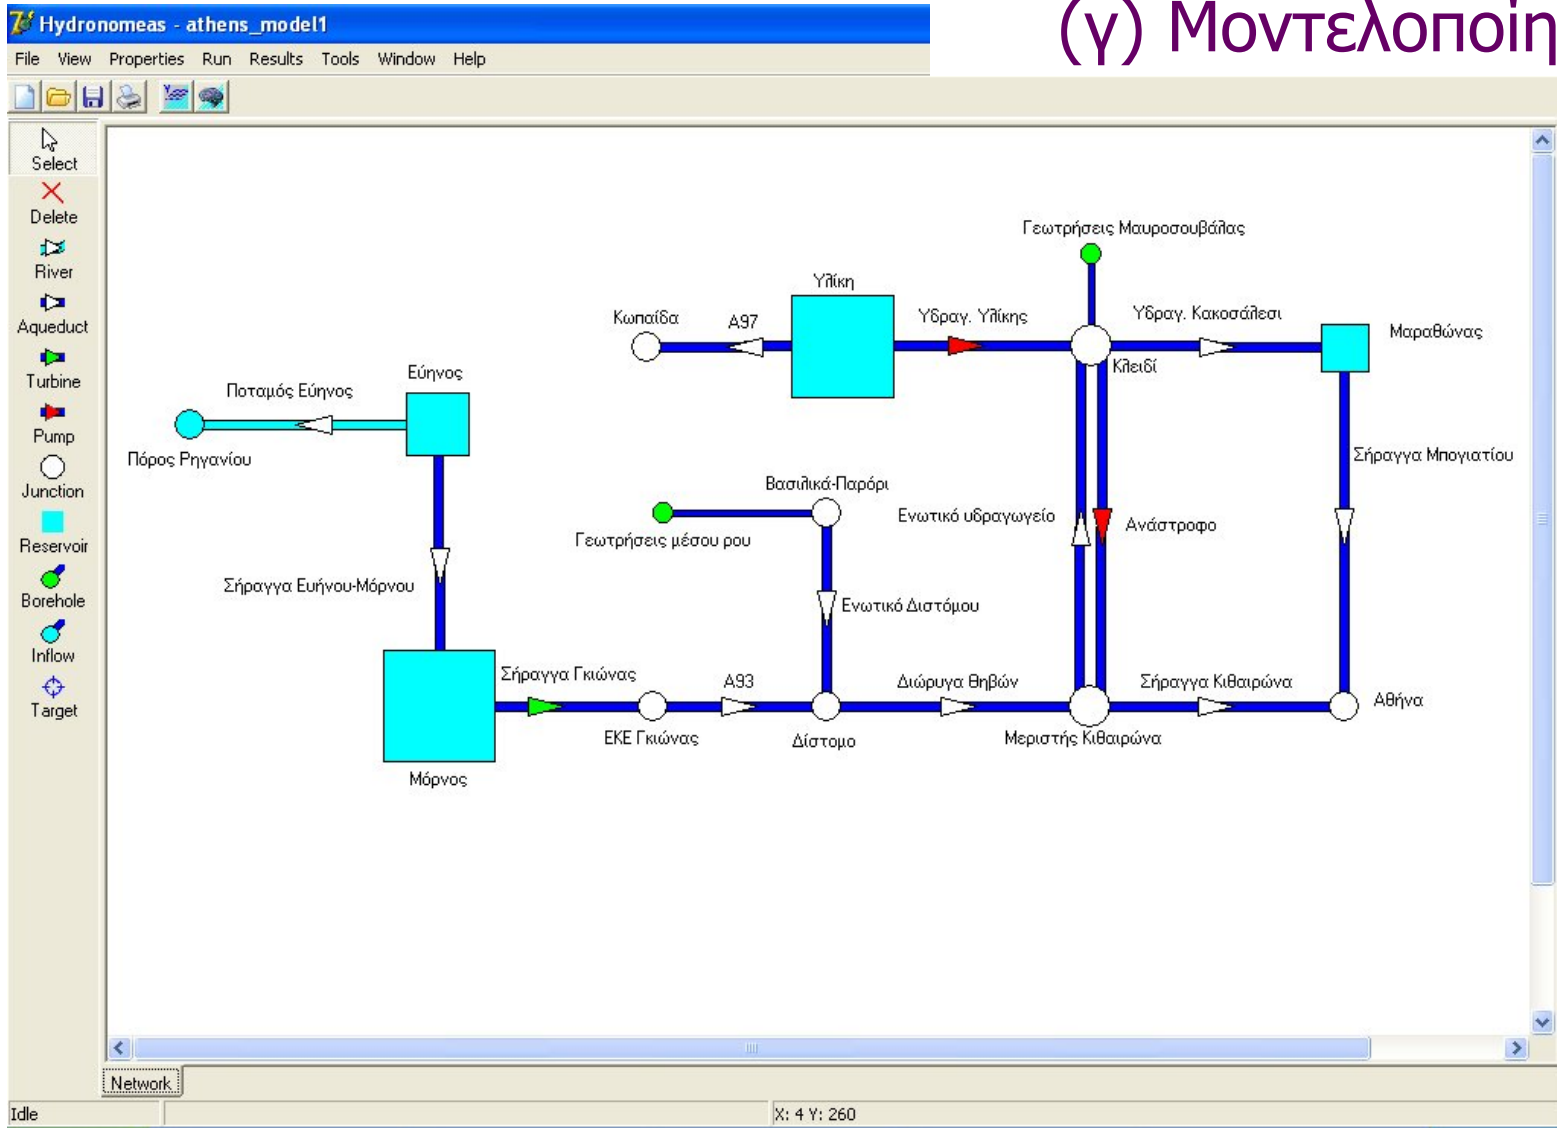 (γ) Μοντελοποίη
Hydronomeas - athens_model1
File View Properties Run Results Tools Window Help
Select
Delete
River
Aqueduct
Turbine
Pump
Junction
Reservoir
Borehole
Inflow
Target
Γεωτρήσεις Μαυροσουβάλας
Υλίκη
Κωπαίδα
Α97
Υδραγ. Υλίκης
Υδραγ. Κακοσάλεσι
Μαραθώνας
Κλειδί
Εύηνος
Ποταμός Εύηνος
Πόρος Ρηγανίου
Σήραγγα Μπογιατίου
Βασιλικά-Παρόρι
Γεωτρήσεις μέσου ρου
Ενωτικό υδραγωγείο
Ανάστροφο
Σήραγγα Ευήνου-Μόρνου
Ενωτικό Διστόμου
Σήραγγα Γκιώνας
Α93
Διώρυγα Θηβών
Σήραγγα Κιθαιρώνα
Αθήνα
ΕΚΕ Γκιώνας
Δίστομο
Μεριστής Κιθαιρώνα
Μόρνος
Network
Idle
X: 4 Y: 260